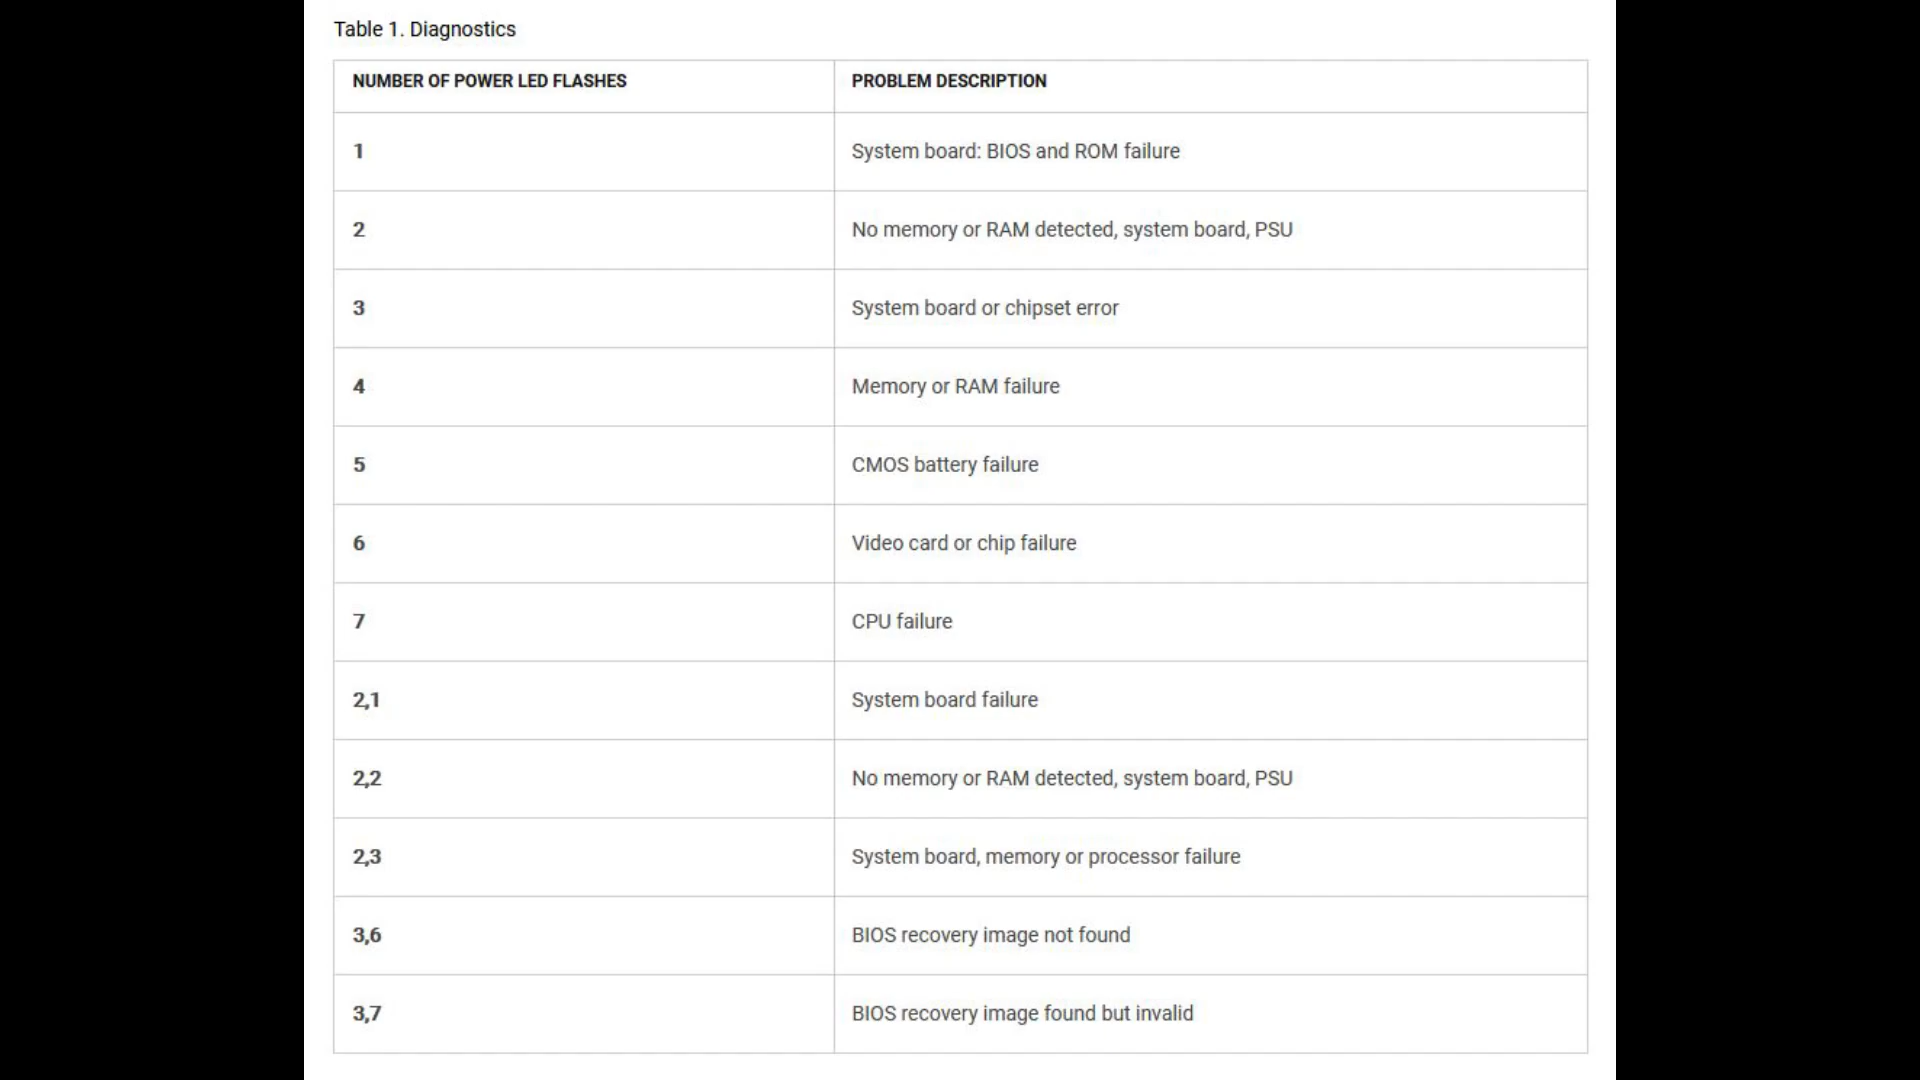 Table 1. Diagnostics
NUMBER OF POWER LED FLASHES PROBLEM DESCRIPTION
1 System board: BIOS and ROM failure
2 No memory or RAM detected, system board, PSU
3 System board or chipset error
4 Memory or RAM failure
5 CMOS battery failure
6 Video card or chip failure
7 CPU failure
2,1 System board failure
2,2 No memory or RAM detected, system board, PSU
2,3 System board, memory or processor failure
3,6 BIOS recovery image not found
3,7 BIOS recovery image found but invalid